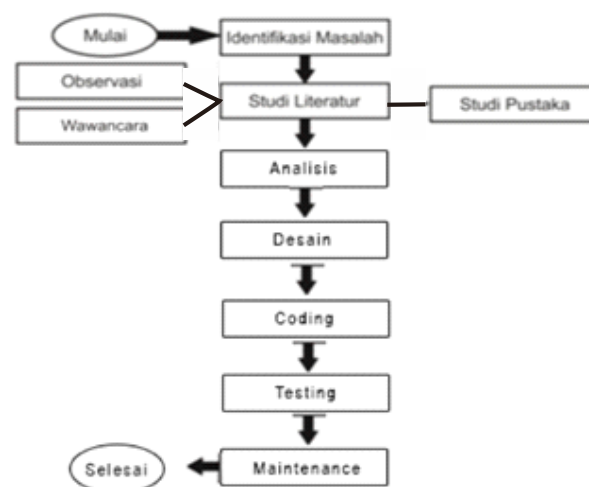 Mulai
Identifikasi Masalah
Observasi
Studi Literatur
Studi Pustaka
Wawancara
Analisis
Desain
Coding
Testing
Maintenance
Selesai